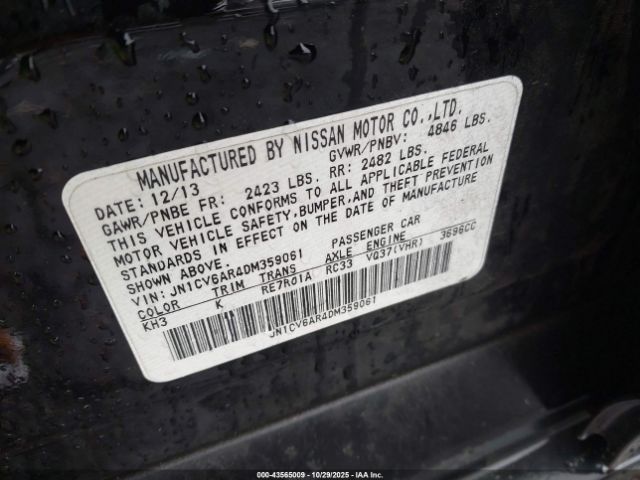 MANUFACTURED BY NISSAN MOTOR CO.,LTD.
DATE: 12/13 GVWR/PNBV: 4846 LBS.
GAWR/PNBE FR: 2423 LBS. RR: 2482 LBS.
THIS VEHICLE CONFORMS TO ALL APPLICABLE FEDERAL
MOTOR VEHICLE SAFETY,BUMPER,AND THEFT PREVENTION
STANDARDS IN EFFECT ON THE DATE OF MANUFACTURE
SHOWN ABOVE.
VIN: JN1CV6AR4DM359061 PASSENGER CAR
COLOR TRIM TRANS AXLE ENGINE
KH3 K RE7R01A RC33 VQ37(VHR) 3696CC
JN1CV6AR4DM359061
000-43565009 | 10/29/2025 | IAA Inc.